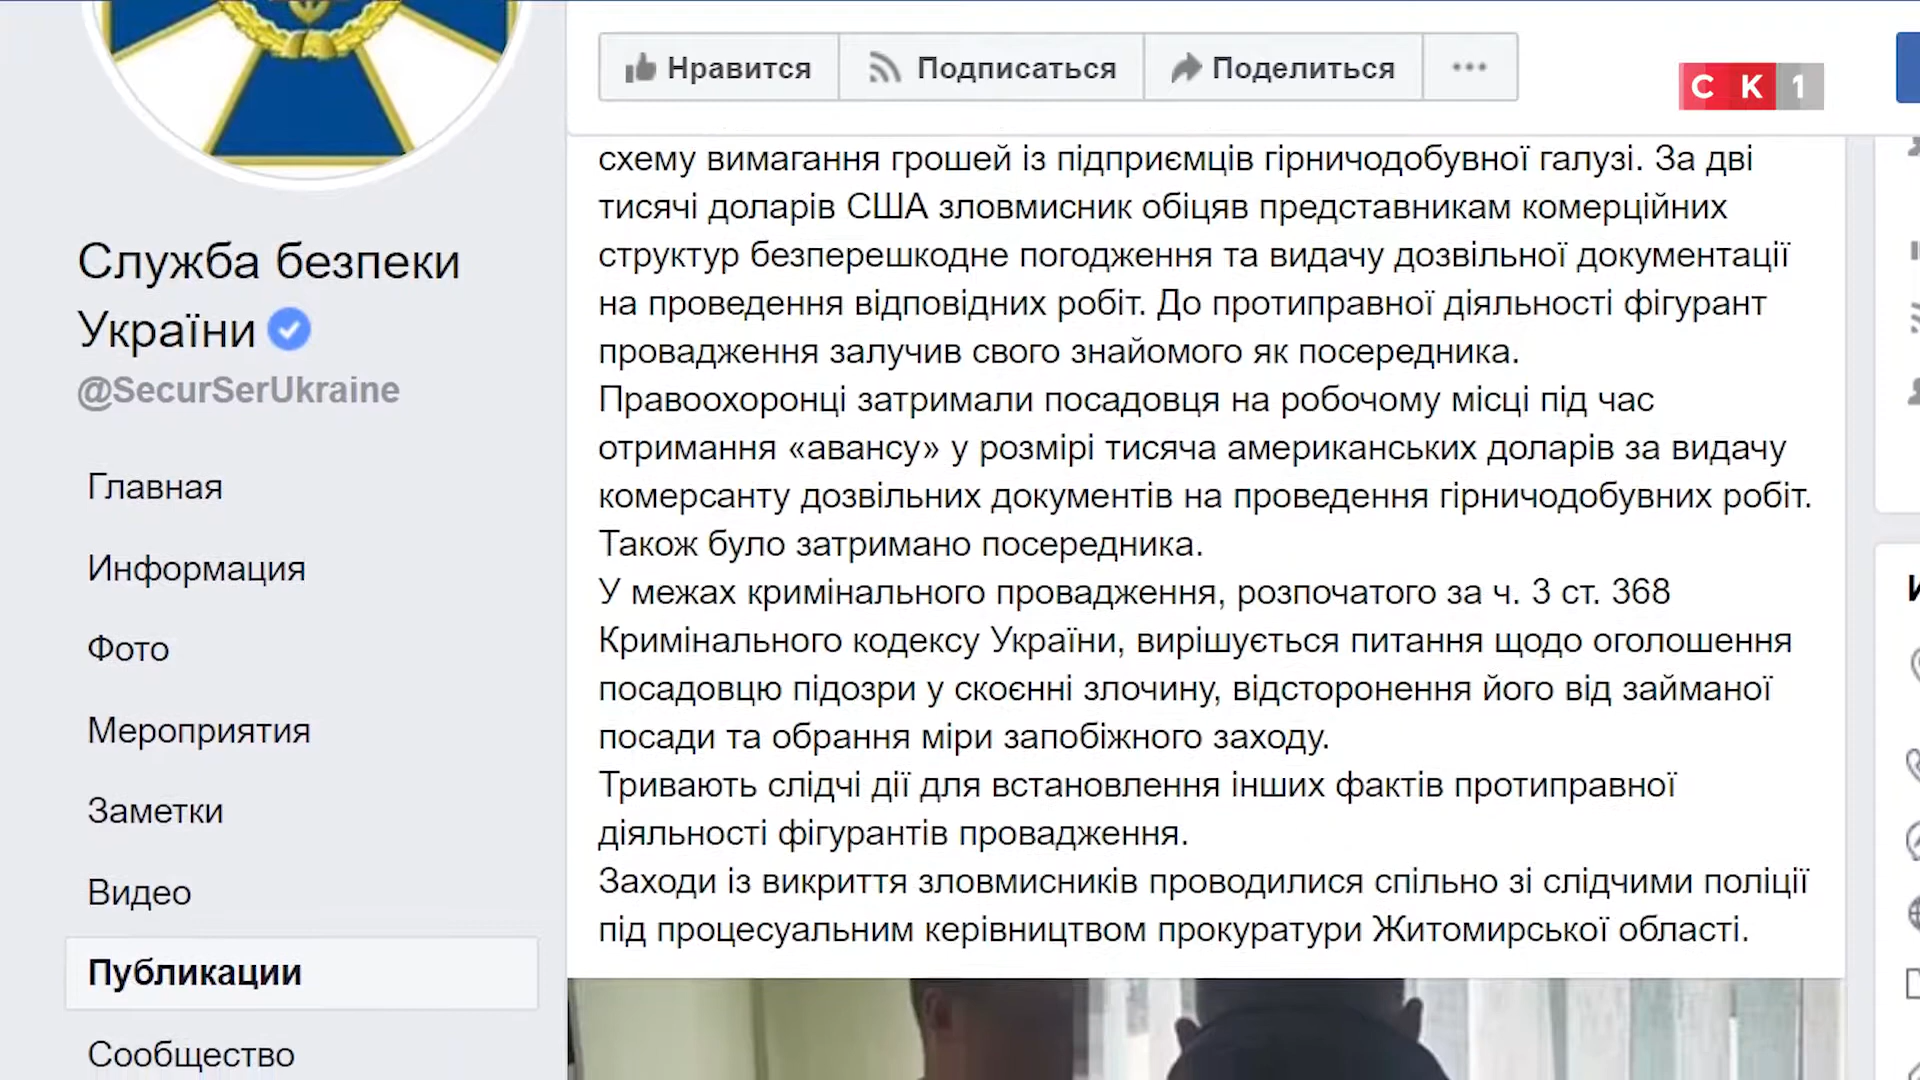 Нравится
Подписаться
Поделиться
СК1
Служба безпеки
України
@SecurSerUkraine
Главная
Информация
Фото
Мероприятия
Заметки
Видео
Публикации
Сообщество
схему вимагання грошей із підприємців гірничодобувної галузі. За дві
тисячі доларів США зловмисник обіцяв представникам комерційних
структур безперешкодне погодження та видачу дозвільної документації
на проведення відповідних робіт. До протиправної діяльності фігурант
провадження залучив свого знайомого як посередника.
Правоохоронці затримали посадовця на робочому місці під час
отримання «авансу» у розмірі тисяча американських доларів за видачу
комерсанту дозвільних документів на проведення гірничодобувних робіт.
Також було затримано посередника.
У межах кримінального провадження, розпочатого за ч. 3 ст. 368
Кримінального кодексу України, вирішується питання щодо оголошення
посадовцю підозри у скоєнні злочину, відсторонення його від займаної
посади та обрання міри запобіжного заходу.
Тривають слідчі дії для встановлення інших фактів протиправної
діяльності фігурантів провадження.
Заходи із викриття зловмисників проводилися спільно зі слідчими поліції
під процесуальним керівництвом прокуратури Житомирської області.